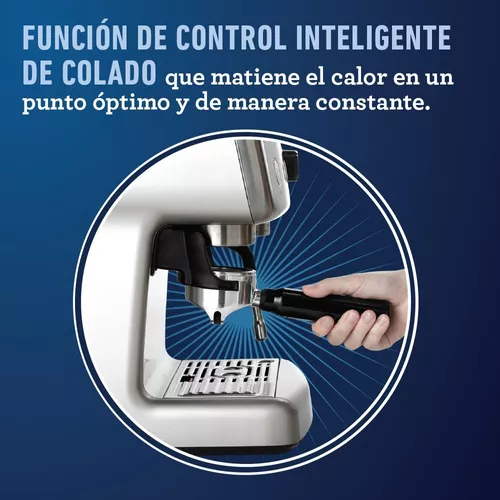 FUNCIÓN DE CONTROL INTELIGENTE
DE COLADO que matiene el calor en un
punto óptimo y de manera constante.